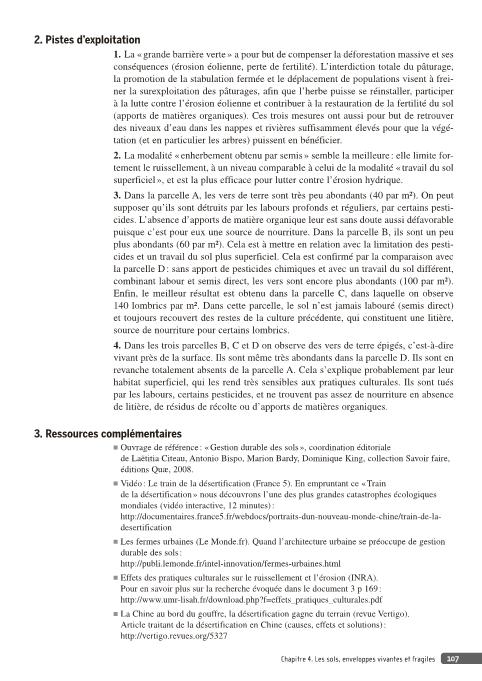 2. Pistes d'exploitation
1. La « grande barrière verte » a pour but de compenser la déforestation massive et ses
conséquences (érosion éolienne, perte de fertilité). L'interdiction totale du pâturage,
la promotion de la stabulation fermée et le déplacement de populations visent à frei-
ner la surexploitation des pâturages, afin que l'herbe puisse se réinstaller, participer
à la lutte contre l'érosion éolienne et contribuer à la restauration de la fertilité du sol
(apports de matières organiques). Ces trois mesures ont aussi pour but de retrouver
des niveaux d'eau dans les nappes et rivières suffisamment élevés pour que la végé-
tation (et en particulier les arbres) puissent en bénéficier.
2. La modalité « enherbement obtenu par semis » semble la meilleure : elle limite for-
tement le ruissellement, à un niveau comparable à celui de la modalité « travail du sol
superficiel », et est la plus efficace pour lutter contre l'érosion hydrique.
3. Dans la parcelle A, les vers de terre sont très peu abondants (40 par m²). On peut
supposer qu'ils sont détruits par les labours profonds et réguliers, par certains pesti-
cides. L'absence d'apports de matière organique leur est sans doute aussi défavorable
puisque c'est pour eux une source de nourriture. Dans la parcelle B, ils sont un peu
plus abondants (60 par m²). Cela est à mettre en relation avec la limitation des pesti-
cides et un travail du sol plus superficiel. Cela est confirmé par la comparaison avec
la parcelle D : sans apport de pesticides chimiques et avec un travail du sol différent,
combinant labour et semis direct, les vers sont encore plus abondants (100 par m²).
Enfin, le meilleur résultat est obtenu dans la parcelle C, dans laquelle on observe
140 lombrics par m². Dans cette parcelle, le sol n'est jamais labouré (semis direct)
et toujours recouvert des restes de la culture précédente, qui constituent une litière,
source de nourriture pour certains lombrics.
4. Dans les trois parcelles B, C et D on observe des vers de terre épigés, c'est-à-dire
vivant près de la surface. Ils sont même très abondants dans la parcelle D. Ils sont en
revanche totalement absents de la parcelle A. Cela s'explique probablement par leur
habitat superficiel, qui les rend très sensibles aux pratiques culturales. Ils sont tués
par les labours, certains pesticides, et ne trouvent pas assez de nourriture en absence
de litière, de résidus de récolte ou d'apports de matières organiques.
3. Ressources complémentaires
■ Ouvrage de référence : « Gestion durable des sols », coordination éditoriale
de Laëtitia Citeau, Antonio Bispo, Marion Bardy, Dominique King, collection Savoir faire,
éditions Quæ, 2008.
■ Vidéo : Le train de la désertification (France 5). En empruntant ce « Train
de la désertification » nous découvrons l'une des plus grandes catastrophes écologiques
mondiales (vidéo interactive, 12 minutes) :
http://documentaires.france5.fr/webdocs/portraits-dun-nouveau-monde-chine/train-de-la-
desertification
■ Les fermes urbaines (Le Monde.fr). Quand l'architecture urbaine se préoccupe de gestion
durable des sols :
http://publi.lemonde.fr/intel-innovation/fermes-urbaines.html
■ Effets des pratiques culturales sur le ruissellement et l'érosion (INRA).
Pour en savoir plus sur la recherche évoquée dans le document 3 p 169 :
http://www.umr-lisah.fr/download.php?f=effets_pratiques_culturales.pdf
■ La Chine au bord du gouffre, la désertification gagne du terrain (revue Vertigo).
Article traitant de la désertification en Chine (causes, effets et solutions) :
http://vertigo.revues.org/5327
Chapitre 4. Les sols, enveloppes vivantes et fragiles 107